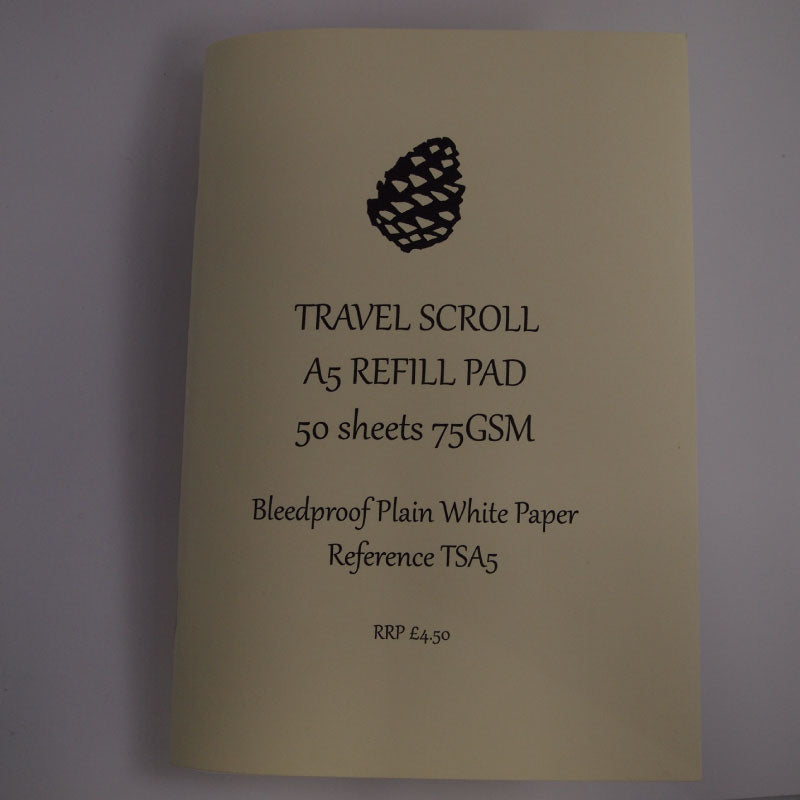 TRAVEL SCROLL
A5 REFILL PAD
50 sheets 75GSM
Bleedproof Plain White Paper
Reference TSA5
RRP £4.50